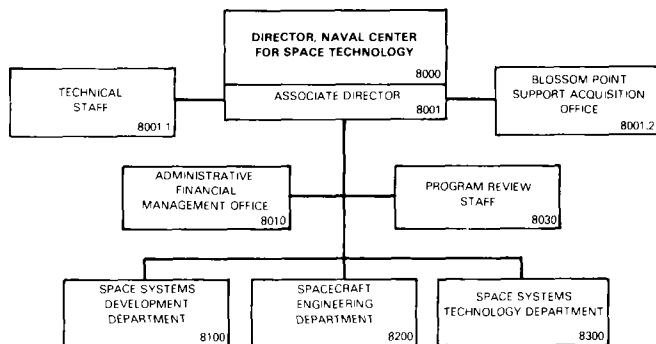 DIRECTOR, NAVAL CENTER
FOR SPACE TECHNOLOGY
8000
ASSOCIATE DIRECTOR
8001
TECHNICAL
STAFF
8001.1
BLOSSOM POINT
SUPPORT ACQUISITION
OFFICE
8001.2
ADMINISTRATIVE
FINANCIAL
MANAGEMENT OFFICE
8010
PROGRAM REVIEW
STAFF
8030
SPACE SYSTEMS
DEVELOPMENT
DEPARTMENT
8100
SPACECRAFT
ENGINEERING
DEPARTMENT
8200
SPACE SYSTEMS
TECHNOLOGY DEPARTMENT
8300